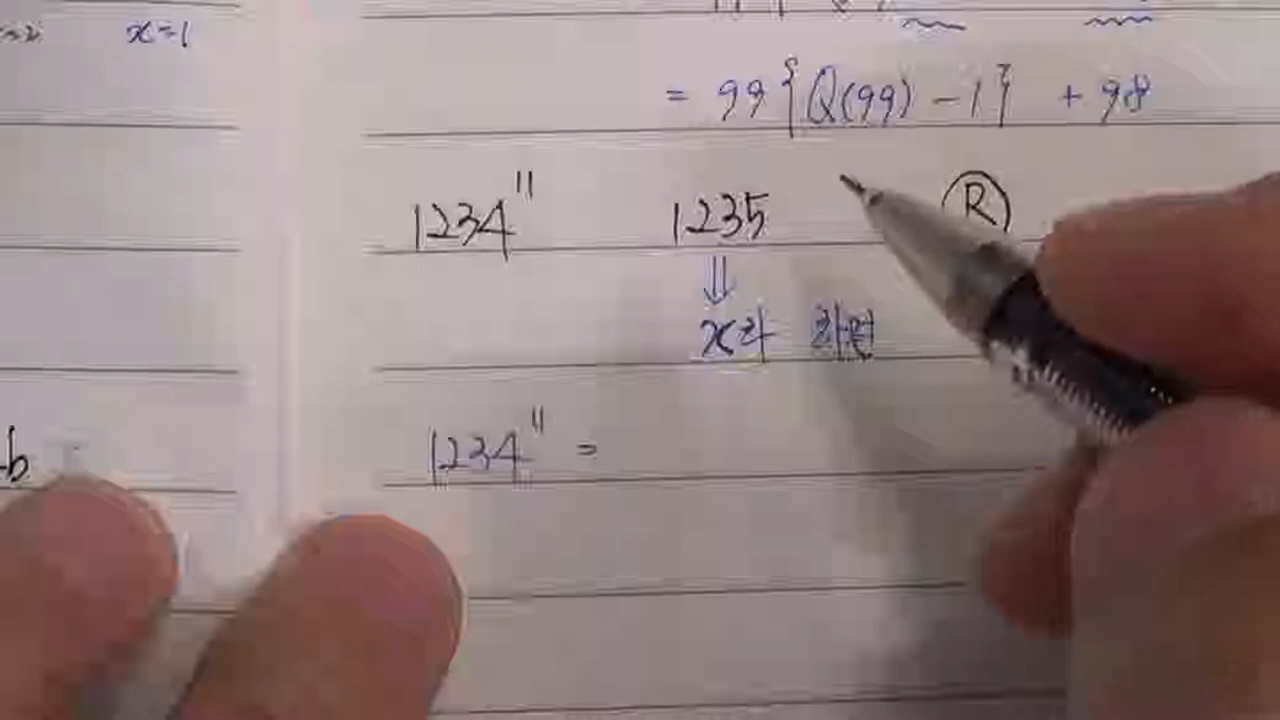 x=1
= 99{Q(99) - 1} + 98
1234¹¹ 1235 Ⓡ
⇓
x라 하면
1234¹¹ =
-b